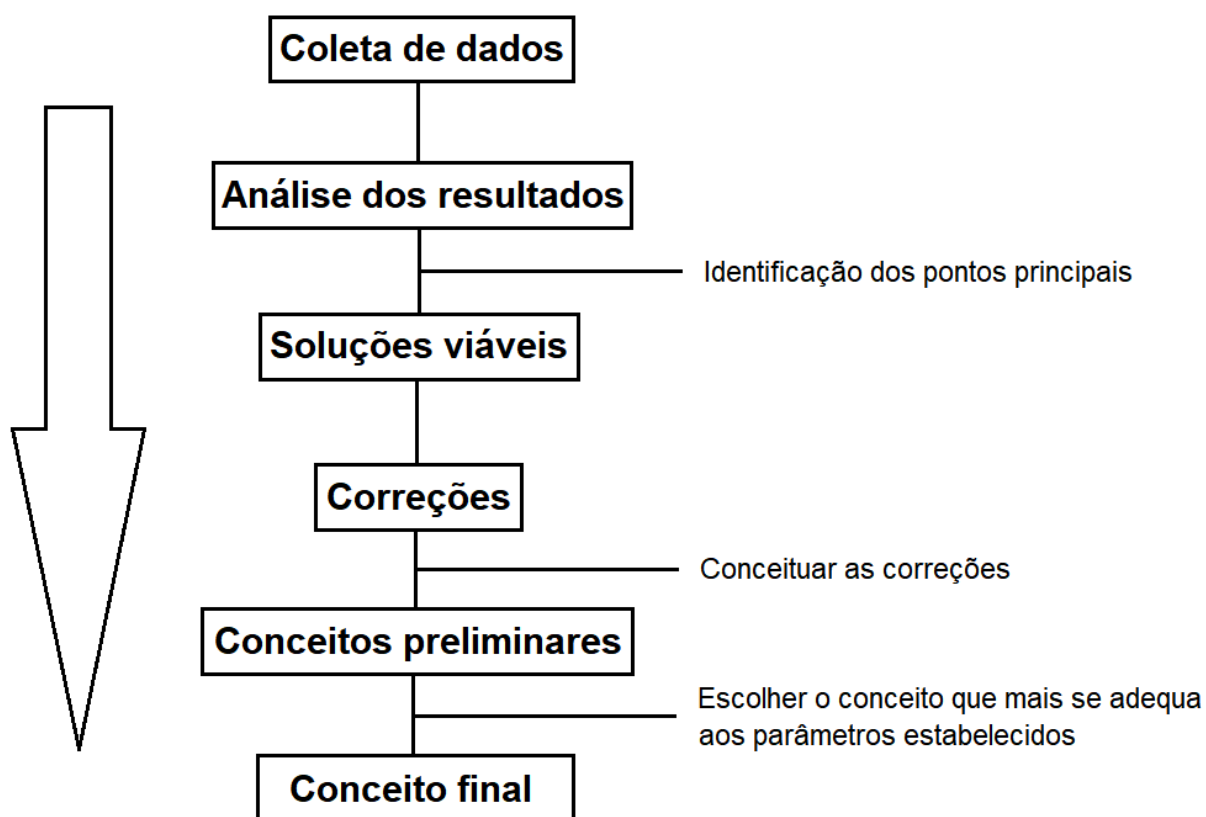 Coleta de dados
Análise dos resultados
Identificação dos pontos principais
Soluções viáveis
Correções
Conceituar as correções
Conceitos preliminares
Escolher o conceito que mais se adequa
aos parâmetros estabelecidos
Conceito final